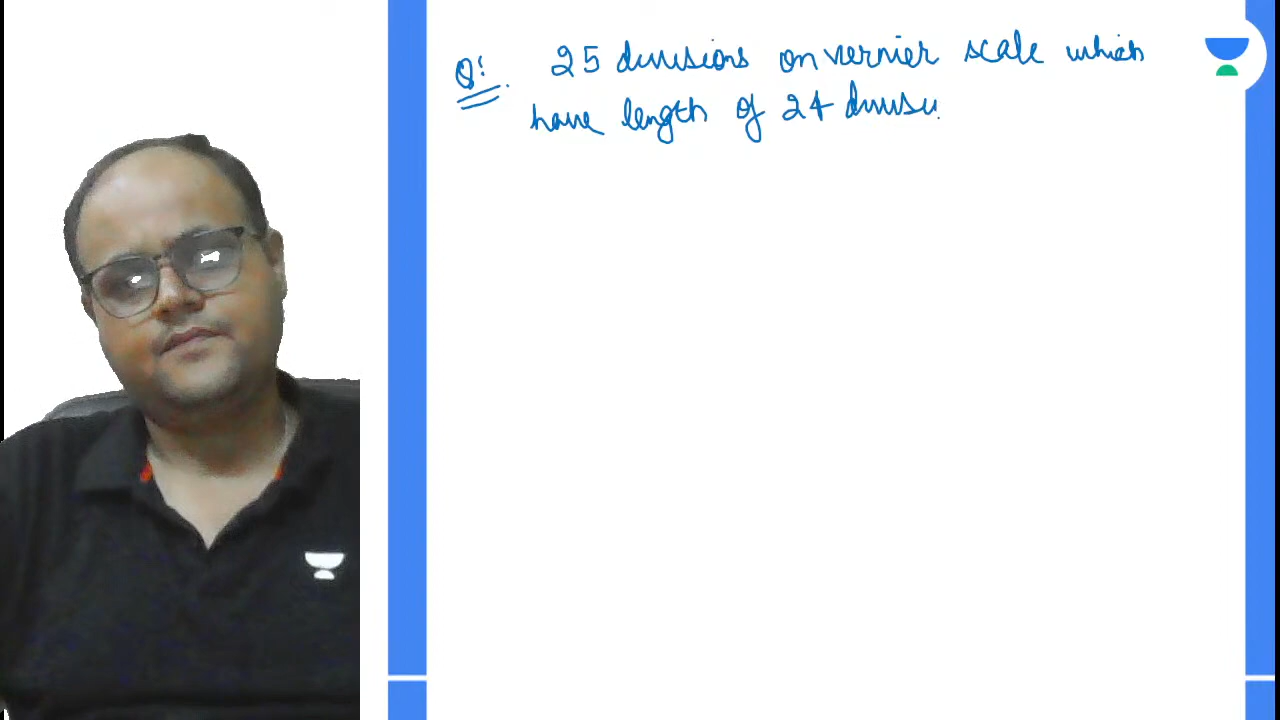 Q: 25 divisions on vernier scale which
have length of 24 divisi